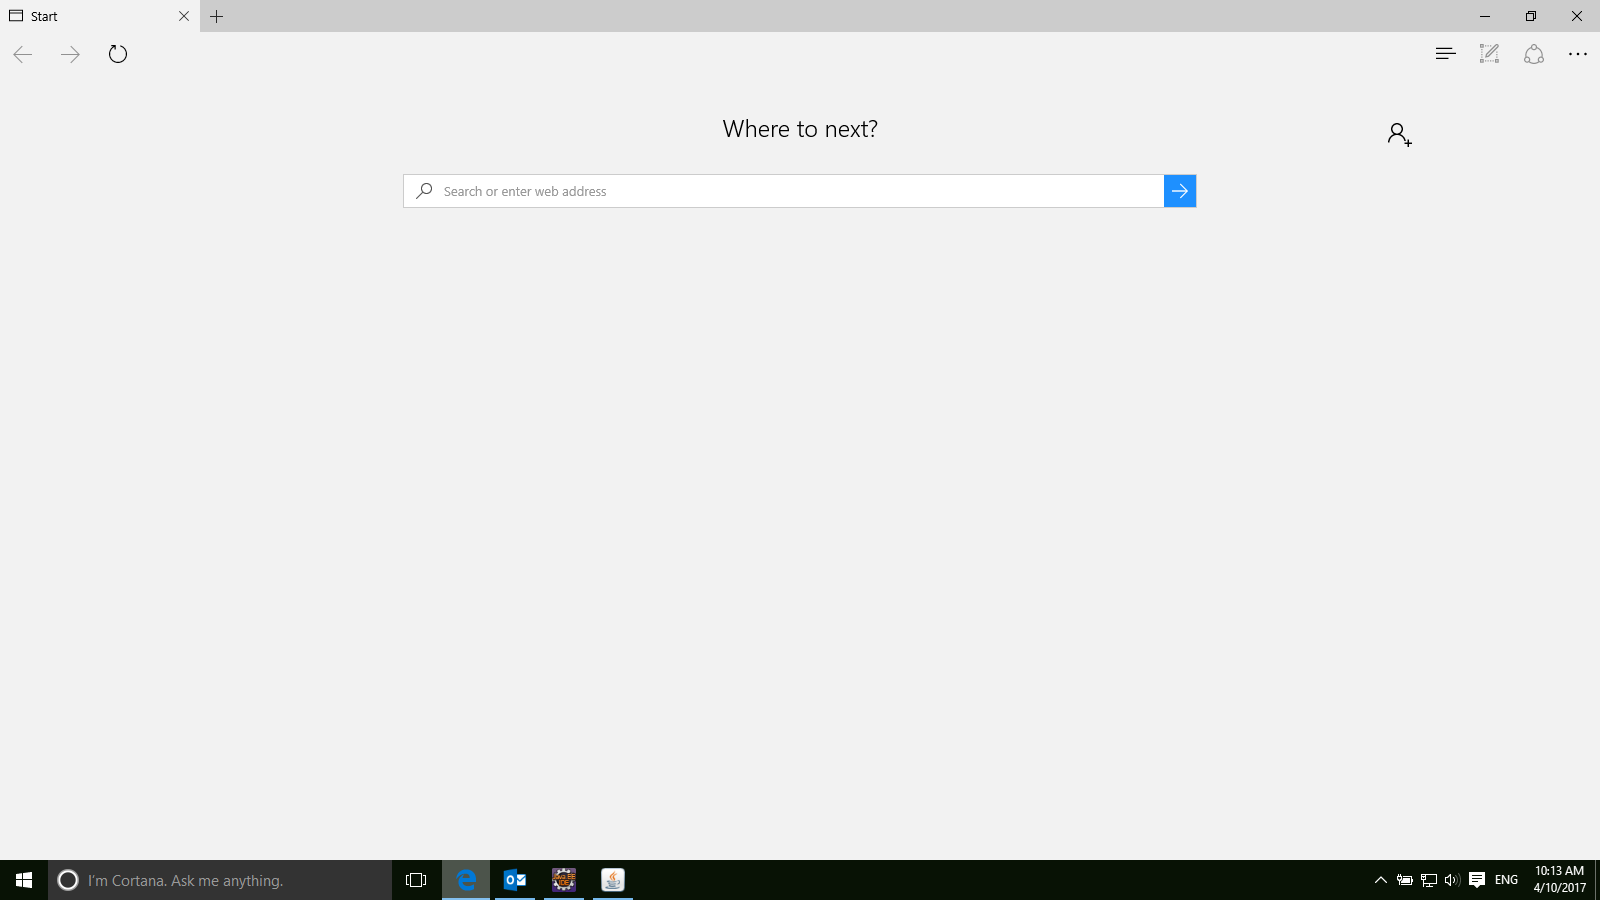 Start
Where to next?
Search or enter web address
I'm Cortana. Ask me anything.
ENG
10:13 AM
4/10/2017